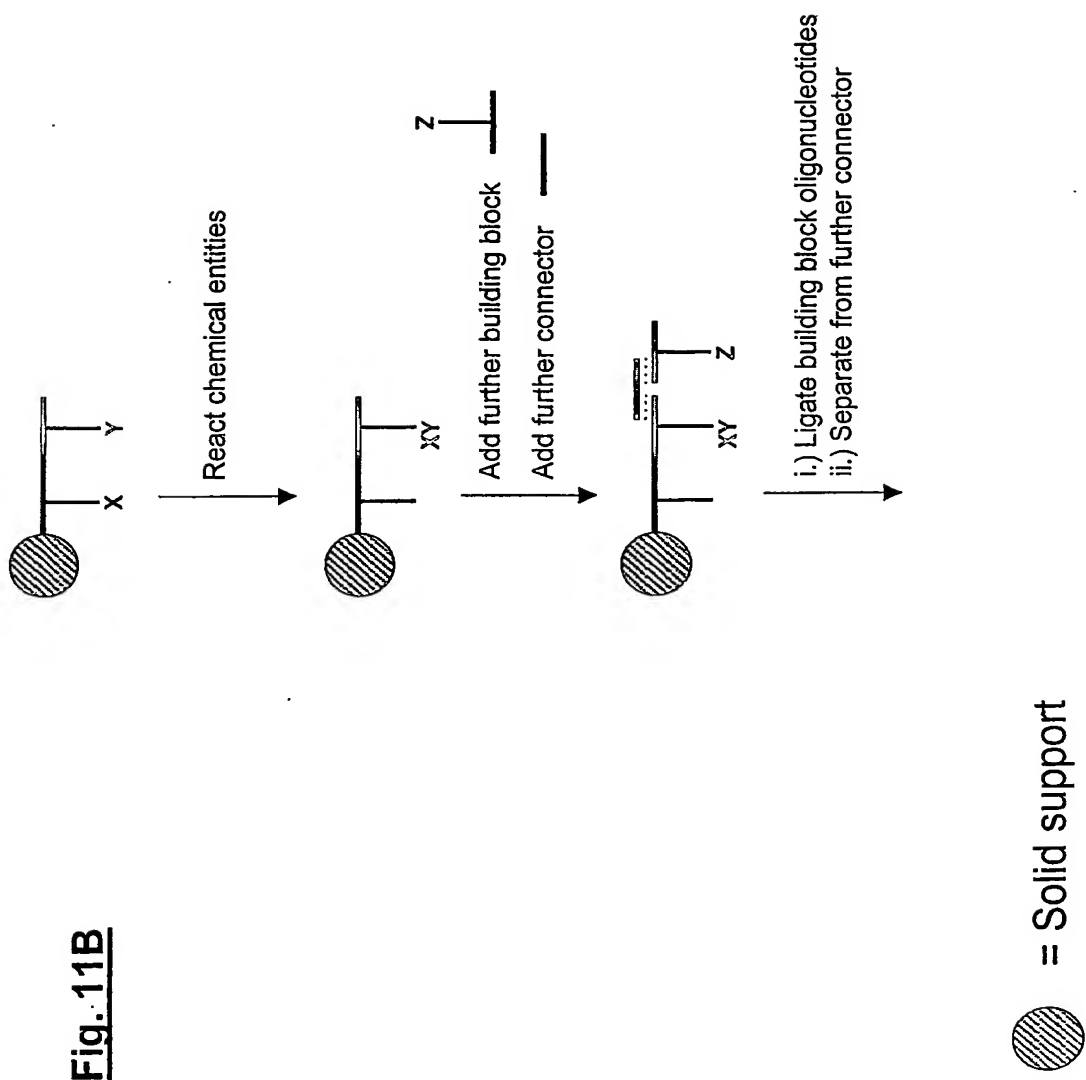 Fig. 11B
X
Y
React chemical entities
XY
Add further building block
Z
Add further connector
XY
Z
i.) Ligate building block oligonucleotides
ii.) Separate from further connector
= Solid support